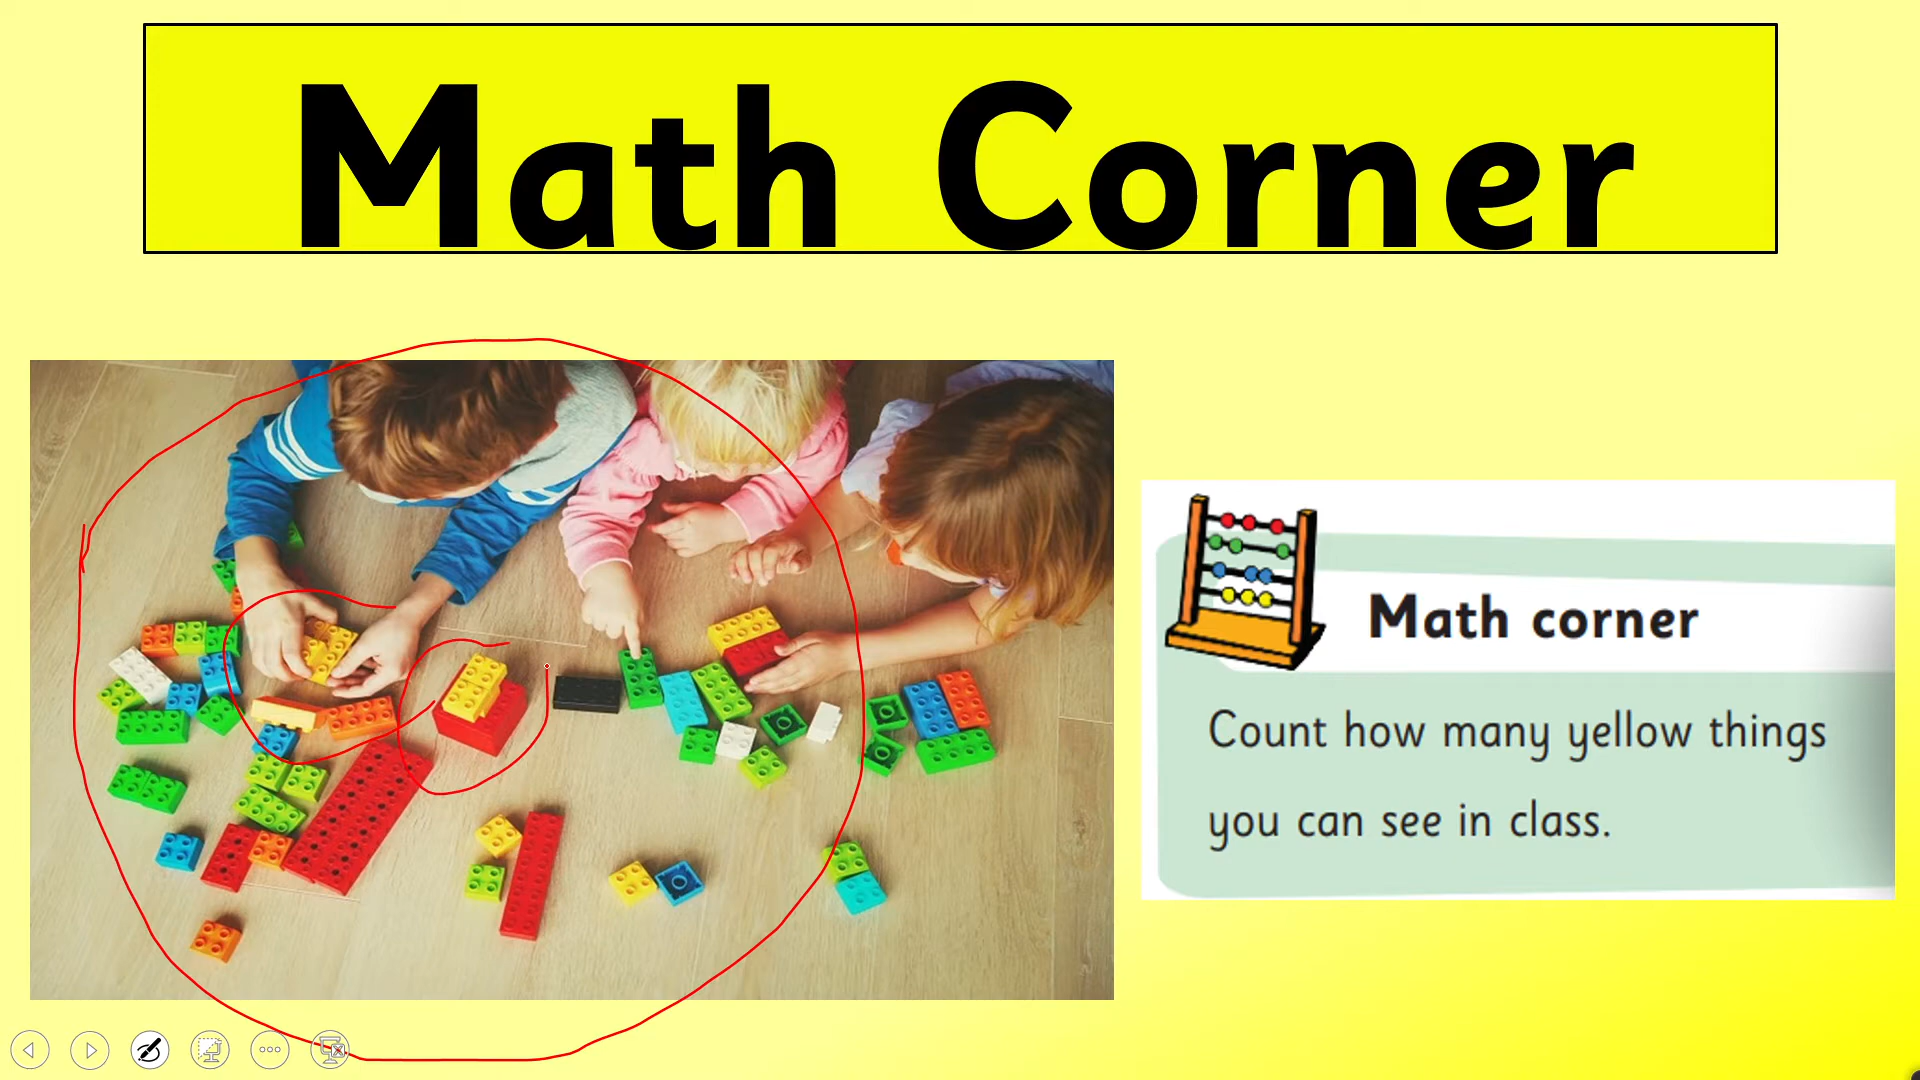 Math Corner
Math corner
Count how many yellow things
you can see in class.